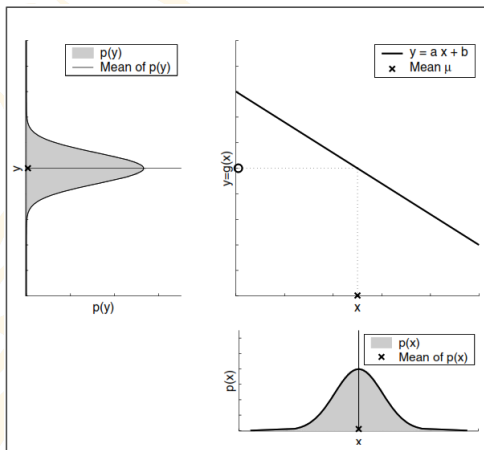 p(y)
Mean of p(y)
y
p(y)
y = a x + b
Mean μ
y=g(x)
x
p(x)
Mean of p(x)
p(x)
x